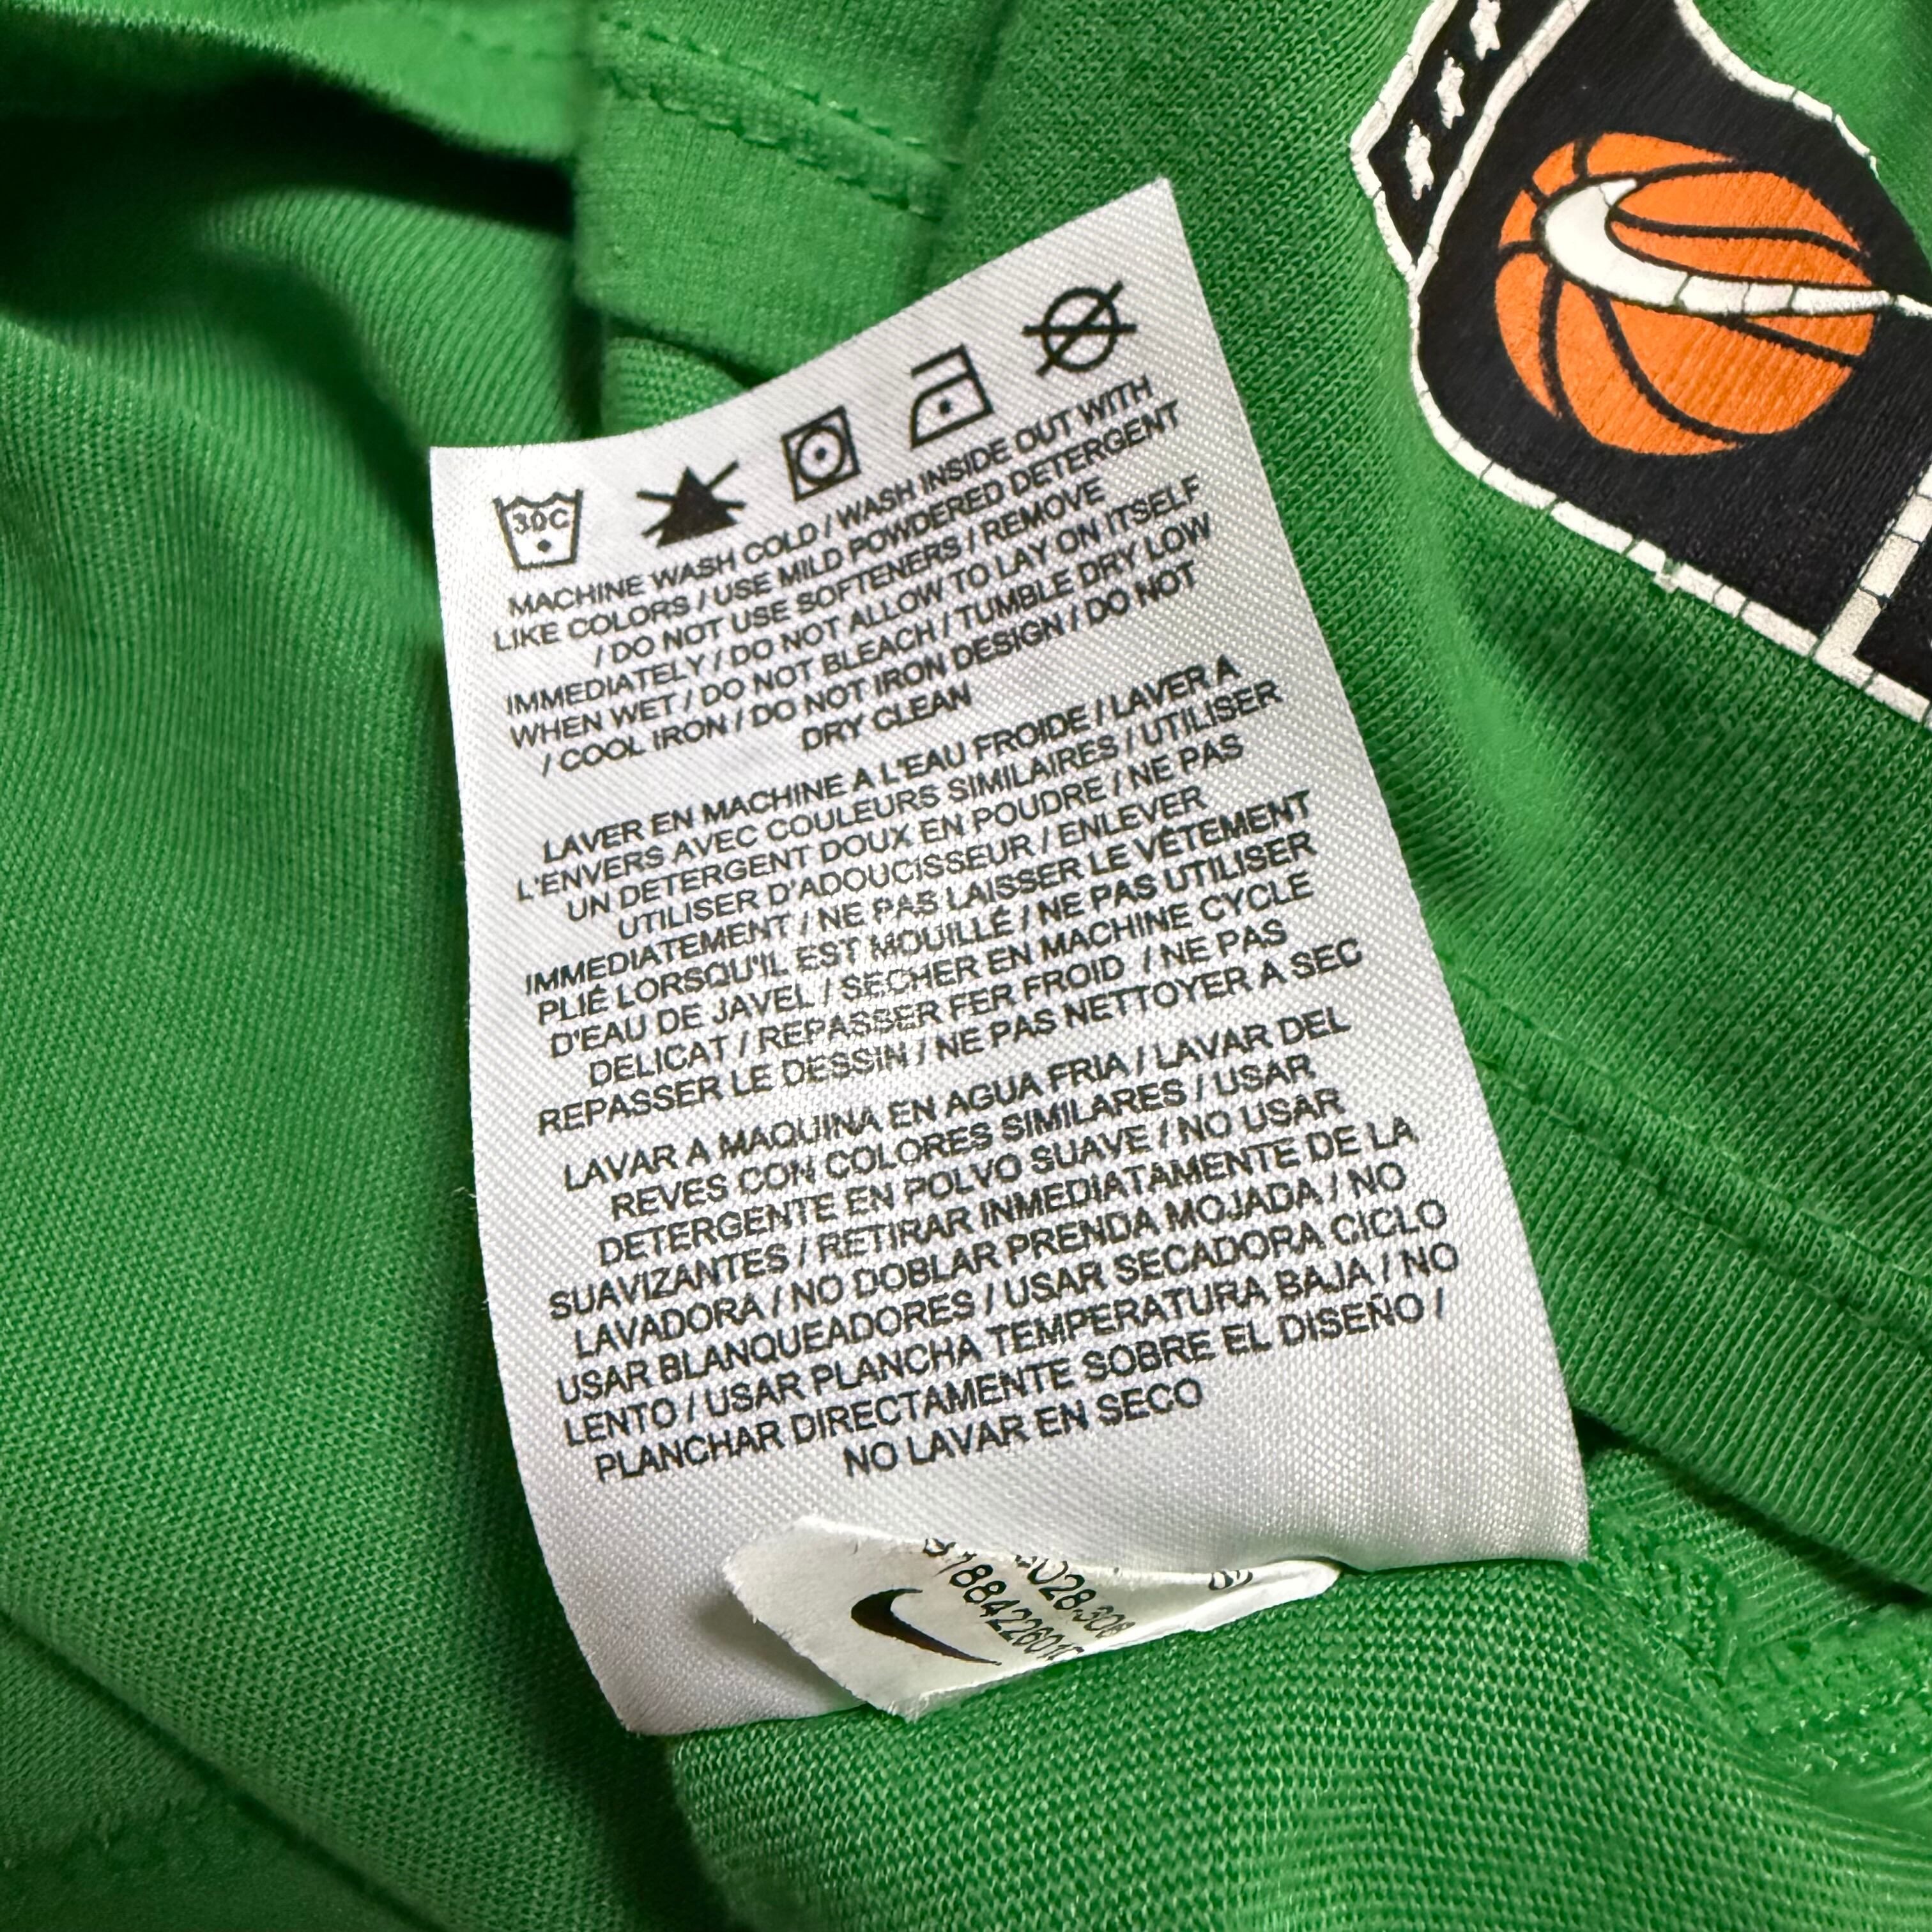 30C
MACHINE WASH COLD / WASH INSIDE OUT WITH
LIKE COLORS / USE MILD POWDERED DETERGENT
/ DO NOT USE SOFTENERS / REMOVE
IMMEDIATELY / DO NOT ALLOW TO LAY ON ITSELF
WHEN WET / DO NOT BLEACH / TUMBLE DRY LOW
/ COOL IRON / DO NOT IRON DESIGN / DO NOT
DRY CLEAN
LAVER EN MACHINE A L'EAU FROIDE / LAVER A
L'ENVERS AVEC COULEURS SIMILAIRES / UTILISER
UN DETERGENT DOUX EN POUDRE / NE PAS
UTILISER D'ADOUCISSEUR / ENLEVER
IMMEDIATEMENT / NE PAS LAISSER LE VÊTEMENT
PLIÉ LORSQU'IL EST MOUILLÉ / NE PAS UTILISER
D'EAU DE JAVEL / SECHER EN MACHINE CYCLE
DELICAT / REPASSER FER FROID / NE PAS
REPASSER LE DESSIN / NE PAS NETTOYER A SEC
LAVAR A MAQUINA EN AGUA FRIA / LAVAR DEL
REVES CON COLORES SIMILARES / USAR
DETERGENTE EN POLVO SUAVE / NO USAR
SUAVIZANTES / RETIRAR INMEDIATAMENTE DE LA
LAVADORA / NO DOBLAR PRENDA MOJADA / NO
USAR BLANQUEADORES / USAR SECADORA CICLO
LENTO / USAR PLANCHA TEMPERATURA BAJA / NO
PLANCHAR DIRECTAMENTE SOBRE EL DISEÑO /
NO LAVAR EN SECO